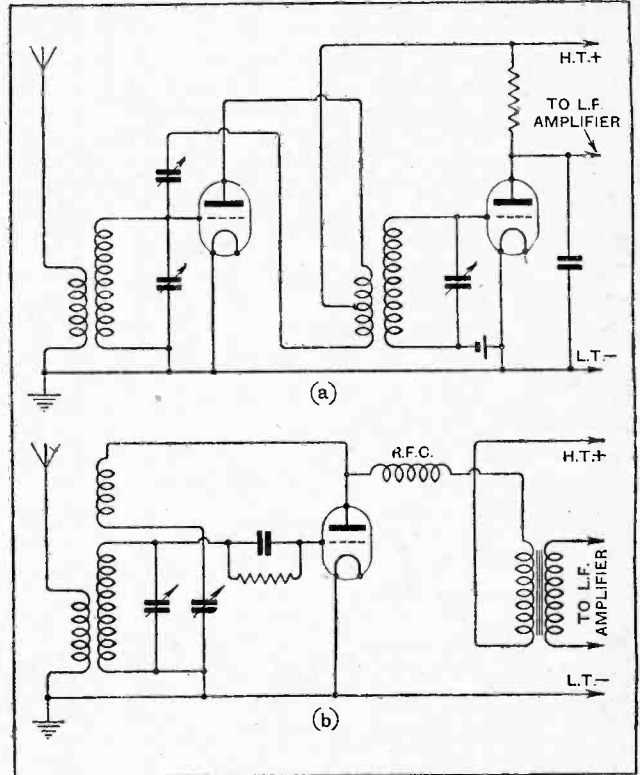 H.T.+
TO L.F.
AMPLIFIER
L.T.-
(a)
R.F.C.
H.T.+
TO L.F.
AMPLIFIER
L.T.-
(b)